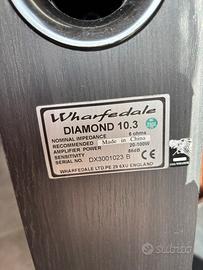 Wharfedale
DIAMOND 10.3
NOMINAL IMPEDANCE 6 ohms
Made in China
RECOMMENDED
AMPLIFIER POWER 20-100W
SENSITIVITY 86dB
SERIAL NO. DX3001023 B
WHARFEDALE LTD. PE 29 6XU ENGLAND
subito